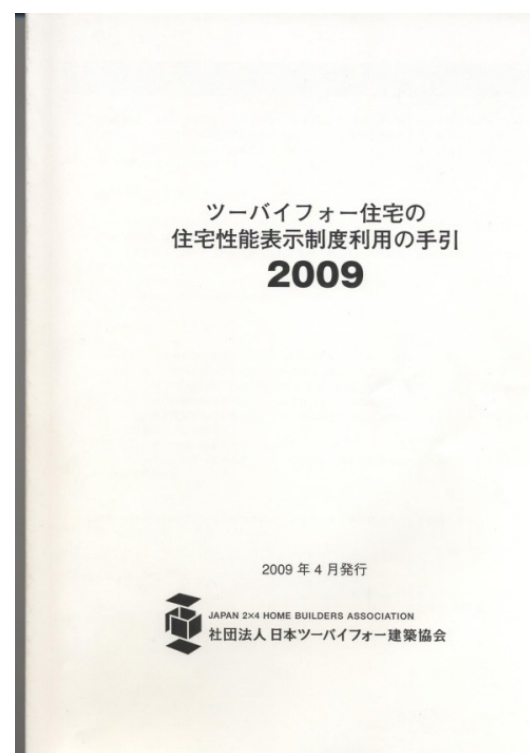 ツーバイフォー住宅の
住宅性能表示制度利用の手引
2009
2009 年 4 月発行
JAPAN 2×4 HOME BUILDERS ASSOCIATION
社団法人 日本ツーバイフォー建築協会